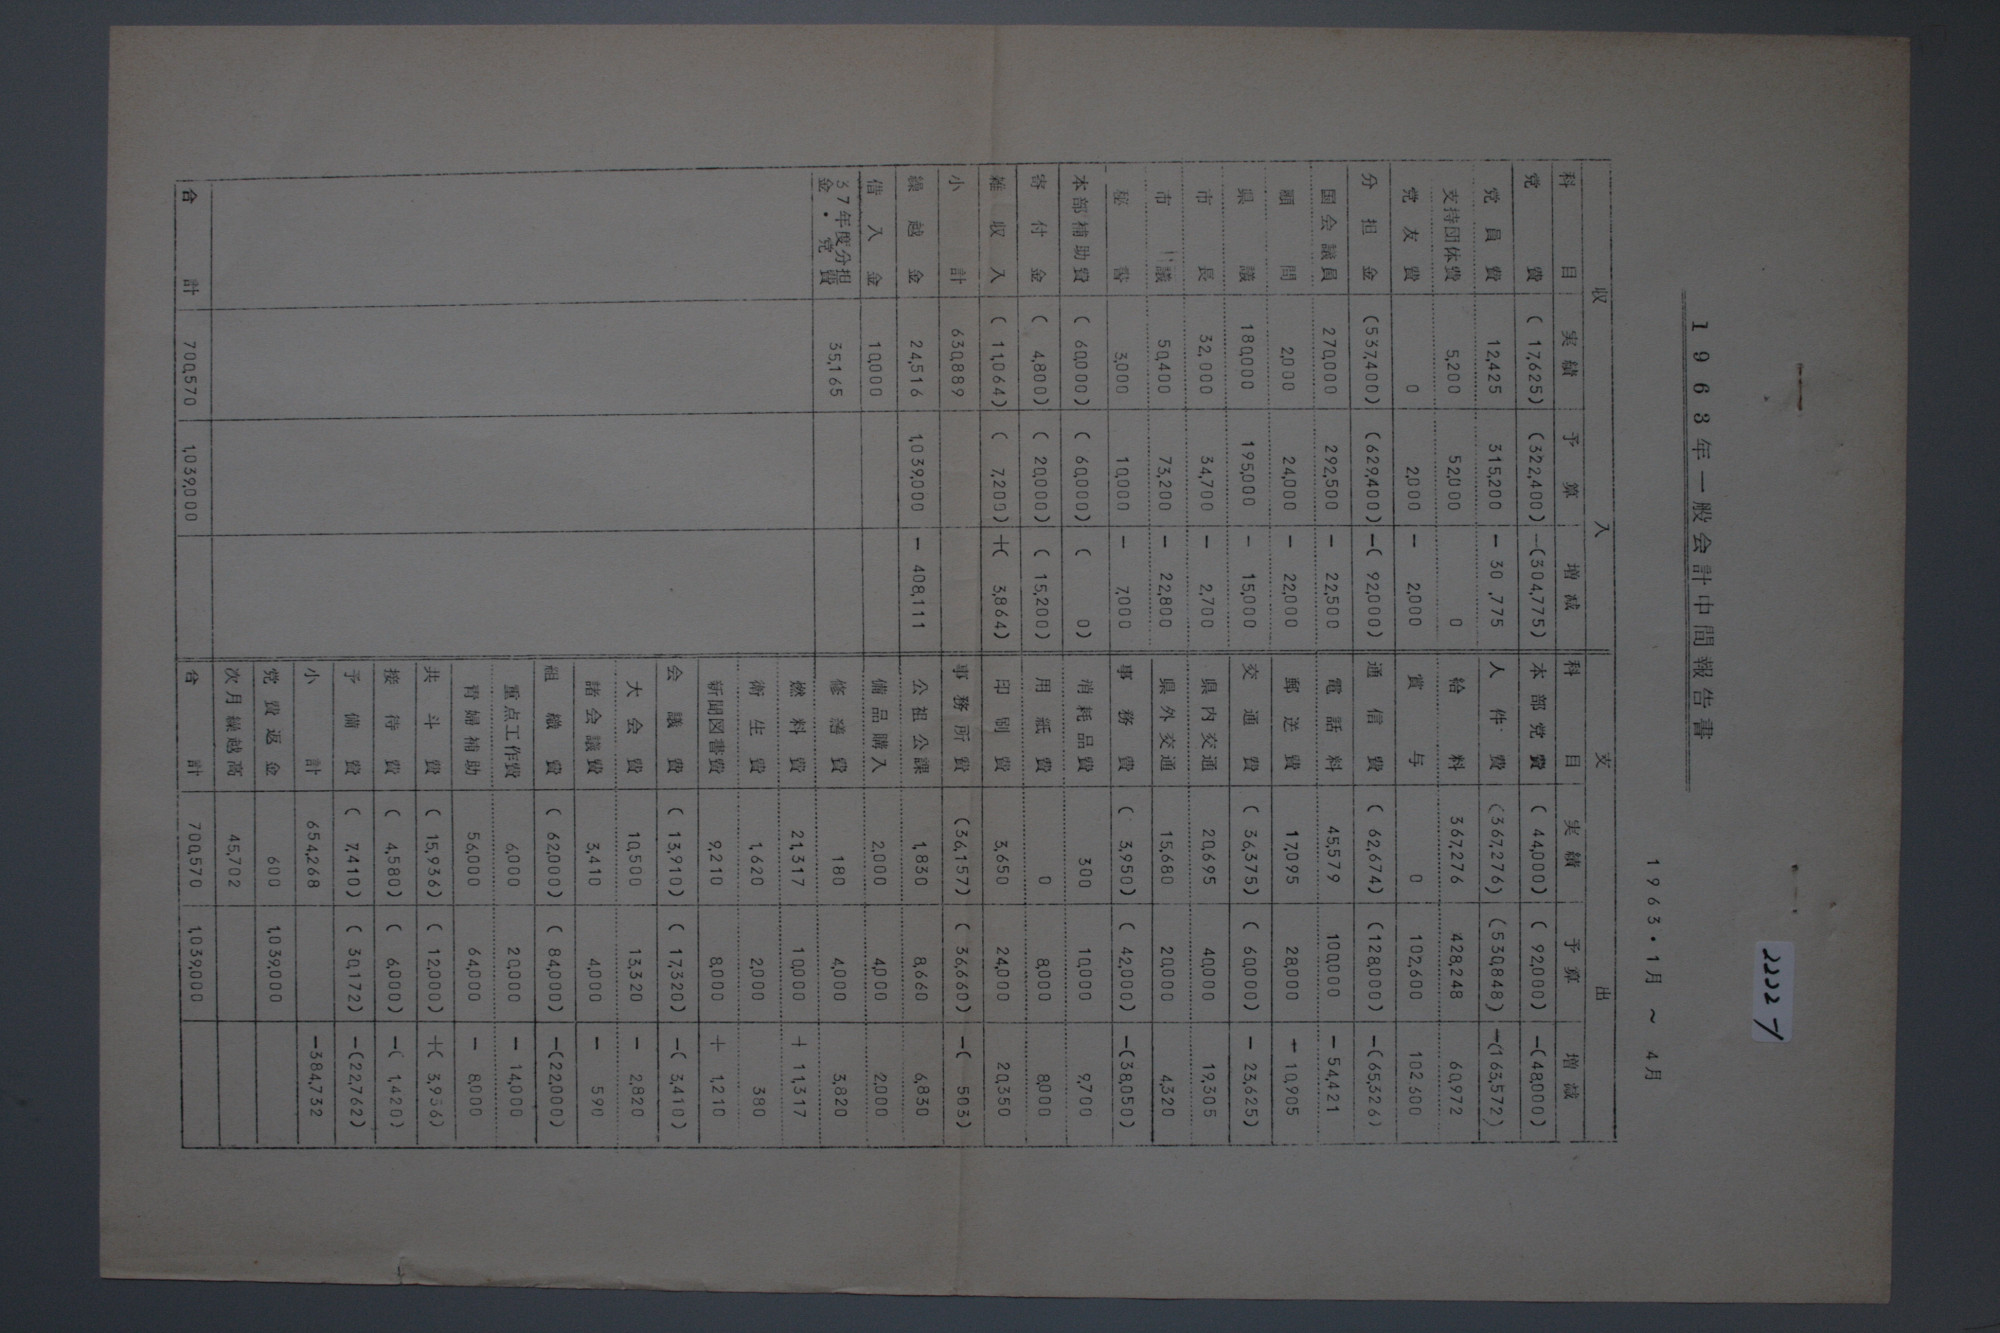 2222-1
1963年一般会計中間報告書
1963・1月 ~ 4月
収 入 支 出
科 目 実 績 予 算 増 減 科 目 実 績 予 算 増 減
党 費 ( 17,625) (322,400) -(304,775) 本部党費 ( 44,000) ( 92,000) -(48,000)
党員費 12,425 315,200 - 30,775 人件費 (367,276) (530,848) -(163,572)
支持団体費 5,200 52,000 0 給 料 367,276 428,248 60,972
党友費 0 2,000 - 2,000 賞 与 0 102,600 102,300
分担金 (537,400) (629,400) -( 92,000) 通信費 ( 62,674) (128,000) -(65,326)
国会議員 270,000 292,500 - 22,500 電話料 45,579 100,000 - 54,421
顧 問 2,000 24,000 - 22,000 郵送費 17,095 28,000 - 10,905
県 議 180,000 195,000 - 15,000 交通費 ( 36,375) ( 60,000) - 23,625)
市 長 32,000 34,700 - 2,700 県内交通 20,695 40,000 19,305
市 議 50,400 73,200 - 22,800 県外交通 15,680 20,000 4,320
秘 書 3,000 10,000 - 7,000 事務費 ( 3,950) ( 42,000) -(38,050)
本部補助費 ( 60,000) ( 60,000) ( 0) 消耗品費 300 10,000 9,700
寄付金 ( 4,800) ( 20,000) ( 15,200) 用紙費 0 8,000 8,000
雑収入 ( 11,064) ( 7,200) +( 3,864) 印刷費 3,650 24,000 20,350
小 計 630,889 事務所費 (36,157) ( 36,660) -( 503)
繰越金 24,516 1,039,000 - 408,111 公祖公課 1,830 8,660 6,830
借入金 10,000 備品購入 2,000 4,000 2,000
37年度分担金・党費 35,165 修善費 180 4,000 3,820
燃料費 21,317 10,000 + 11,317
衛生費 1,620 2,000 380
新聞図書費 9,210 8,000 + 1,210
会議費 ( 13,910) ( 17,320) -( 3,410)
大会費 10,500 13,320 - 2,820
諸会議費 3,410 4,000 - 590
組織費 ( 62,000) ( 84,000) -(22,000)
重点工作費 6,000 20,000 - 14,000
青婦補助 56,000 64,000 - 8,000
共斗費 ( 15,936) ( 12,000) +( 3,936)
接待費 ( 4,580) ( 6,000) -( 1,420)
予備費 ( 7,410) ( 30,172) -(22,762)
小 計 654,268 -384,732
党費返金 600 1,039,000
次月繰越高 45,702
合 計 700,570 1,039,000 合 計 700,570 1,039,000